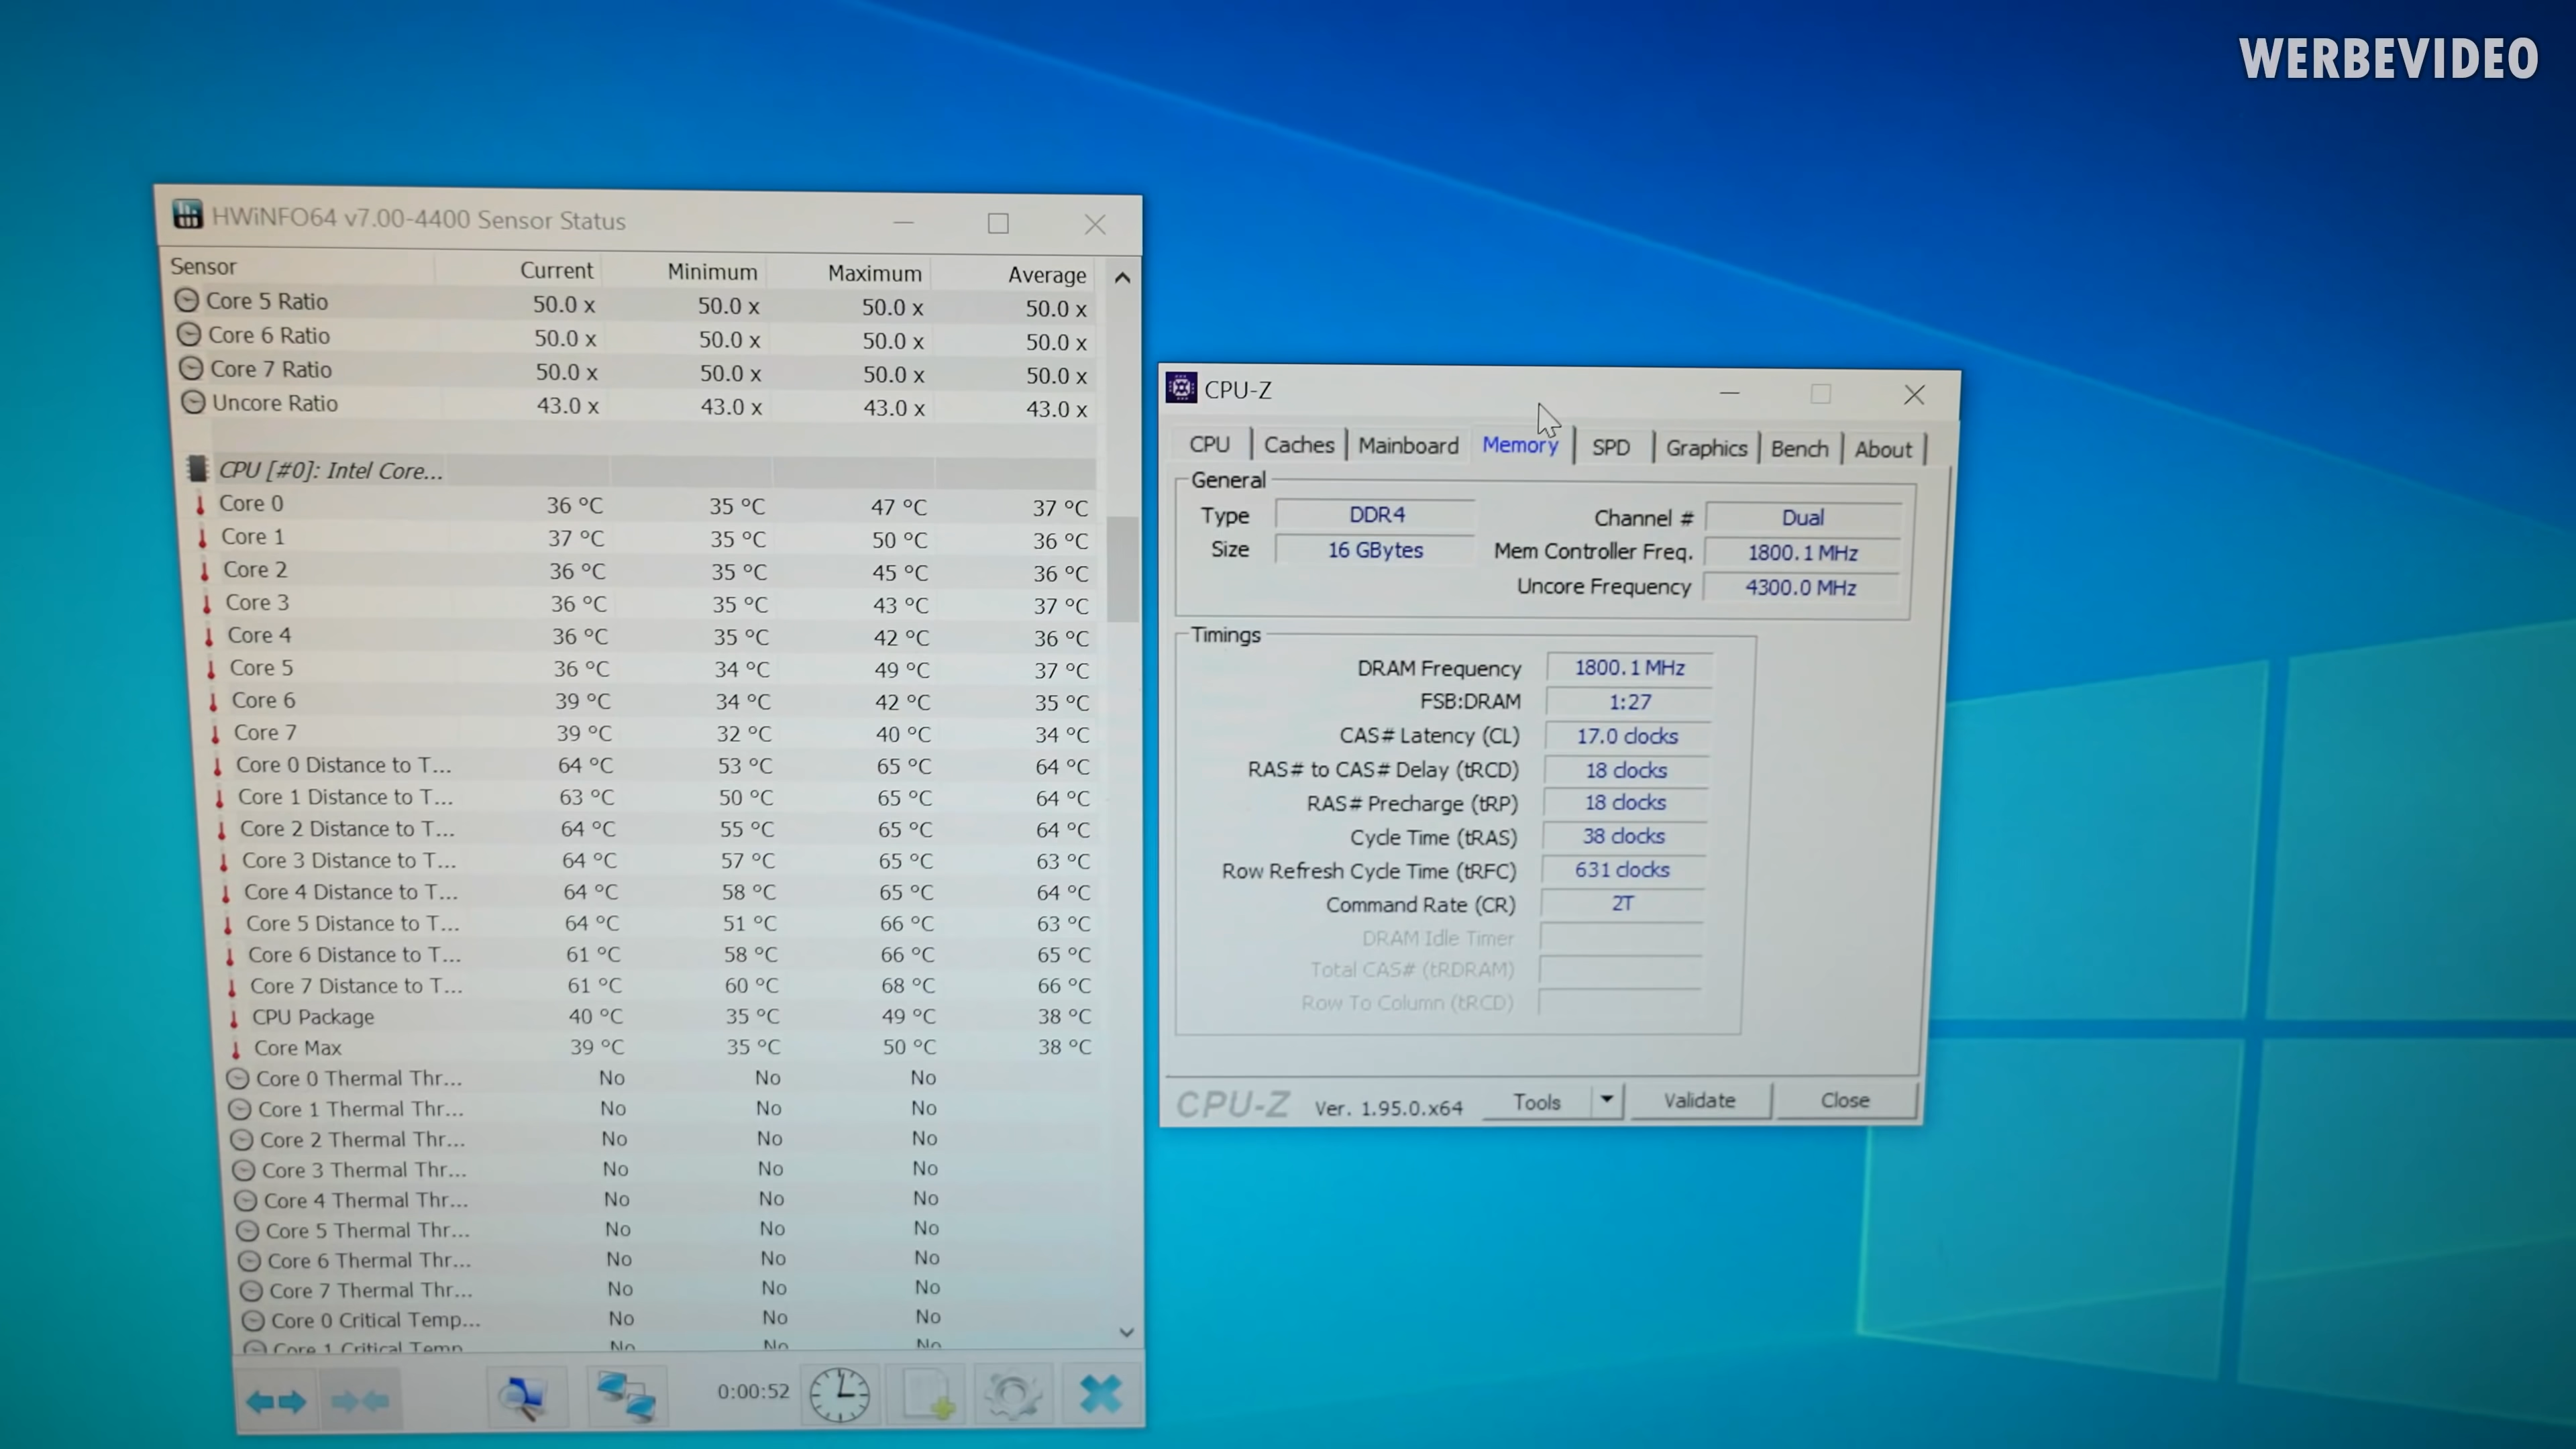 WERBEVIDEO
HWiNFO64 v7.00-4400 Sensor Status
Sensor Current Minimum Maximum Average
Core 5 Ratio 50.0 x 50.0 x 50.0 x 50.0 x
Core 6 Ratio 50.0 x 50.0 x 50.0 x 50.0 x
Core 7 Ratio 50.0 x 50.0 x 50.0 x 50.0 x
Uncore Ratio 43.0 x 43.0 x 43.0 x 43.0 x
CPU [#0]: Intel Core...
Core 0 36 °C 35 °C 47 °C 37 °C
Core 1 37 °C 35 °C 50 °C 36 °C
Core 2 36 °C 35 °C 45 °C 36 °C
Core 3 36 °C 35 °C 43 °C 37 °C
Core 4 36 °C 35 °C 42 °C 36 °C
Core 5 36 °C 34 °C 49 °C 37 °C
Core 6 39 °C 34 °C 42 °C 35 °C
Core 7 39 °C 32 °C 40 °C 34 °C
Core 0 Distance to T... 64 °C 53 °C 65 °C 64 °C
Core 1 Distance to T... 63 °C 50 °C 65 °C 64 °C
Core 2 Distance to T... 64 °C 55 °C 65 °C 64 °C
Core 3 Distance to T... 64 °C 57 °C 65 °C 63 °C
Core 4 Distance to T... 64 °C 58 °C 65 °C 64 °C
Core 5 Distance to T... 64 °C 51 °C 66 °C 63 °C
Core 6 Distance to T... 61 °C 58 °C 66 °C 65 °C
Core 7 Distance to T... 61 °C 60 °C 68 °C 66 °C
CPU Package 40 °C 35 °C 49 °C 38 °C
Core Max 39 °C 35 °C 50 °C 38 °C
Core 0 Thermal Thr... No No No
Core 1 Thermal Thr... No No No
Core 2 Thermal Thr... No No No
Core 3 Thermal Thr... No No No
Core 4 Thermal Thr... No No No
Core 5 Thermal Thr... No No No
Core 6 Thermal Thr... No No No
Core 7 Thermal Thr... No No No
Core 0 Critical Temp... No No No
Core 1 Critical Temp No No No
0:00:52
CPU-Z
CPU Caches Mainboard Memory SPD Graphics Bench About
General
Type DDR4 Channel # Dual
Size 16 GBytes Mem Controller Freq. 1800.1 MHz
Uncore Frequency 4300.0 MHz
Timings
DRAM Frequency 1800.1 MHz
FSB:DRAM 1:27
CAS# Latency (CL) 17.0 clocks
RAS# to CAS# Delay (tRCD) 18 clocks
RAS# Precharge (tRP) 18 clocks
Cycle Time (tRAS) 38 clocks
Row Refresh Cycle Time (tRFC) 631 clocks
Command Rate (CR) 2T
DRAM Idle Timer
Total CAS# (tRDRAM)
Row To Column (tRCD)
CPU-Z Ver. 1.95.0.x64 Tools Validate Close